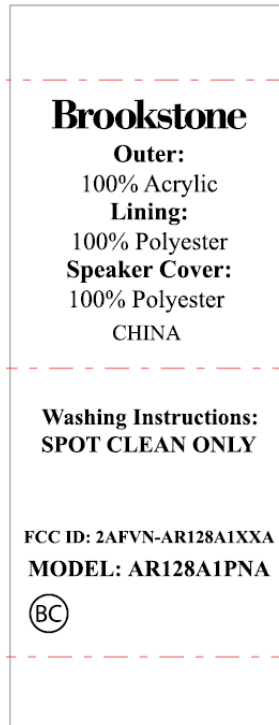 Brookstone
Outer:
100% Acrylic
Lining:
100% Polyester
Speaker Cover:
100% Polyester
CHINA
Washing Instructions:
SPOT CLEAN ONLY
FCC ID: 2AFVN-AR128A1XXA
MODEL: AR128A1PNA
BC